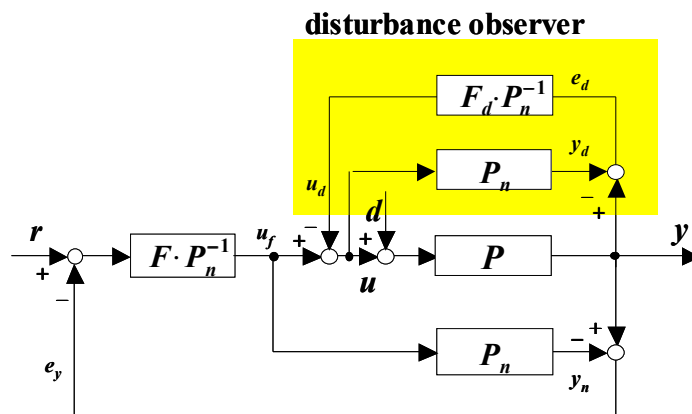 disturbance observer
F_d · P_n^{-1}
e_d
u_d
P_n
y_d
−
+
d
r
+
−
F · P_n^{-1}
u_f
+
−
u
+
+
P
y
P_n
−
+
y_n
e_y